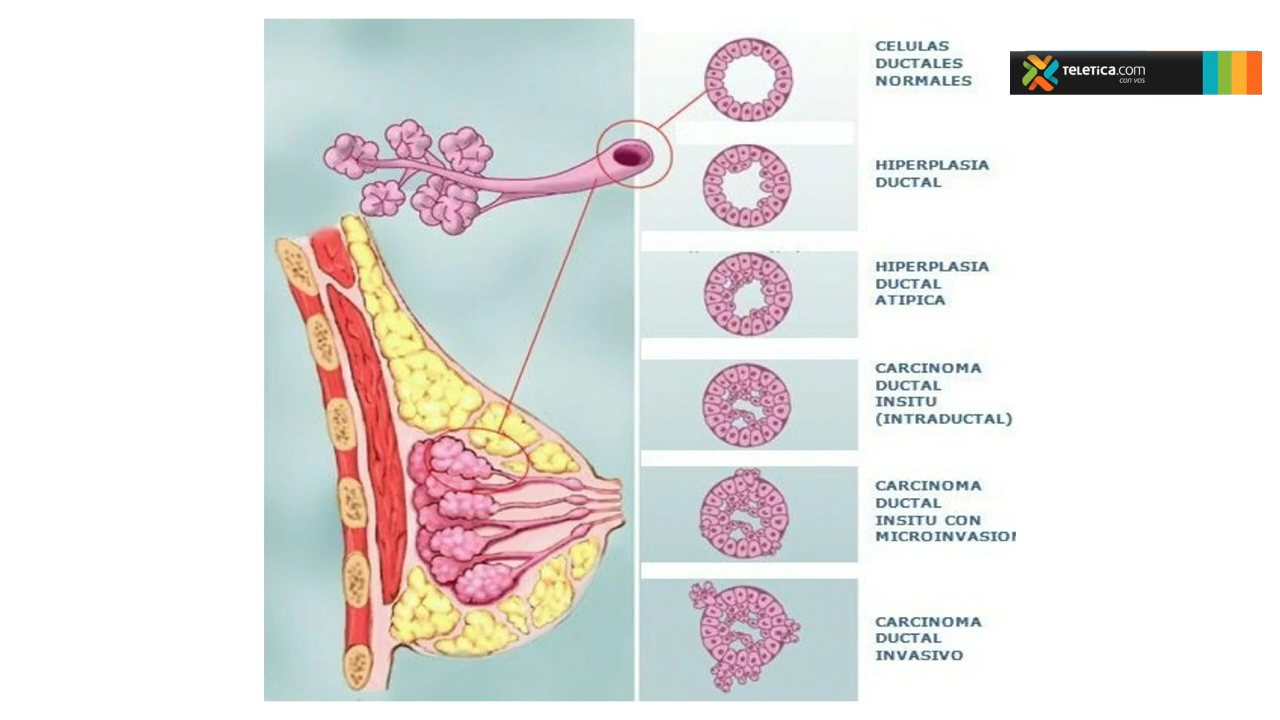 CELULAS
DUCTALES
NORMALES
TELETICA.COM
con vos
HIPERPLASIA
DUCTAL
HIPERPLASIA
DUCTAL
ATIPICA
CARCINOMA
DUCTAL
INSITU
(INTRADUCTAL)
CARCINOMA
DUCTAL
INSITU CON
MICROINVASION
CARCINOMA
DUCTAL
INVASIVO